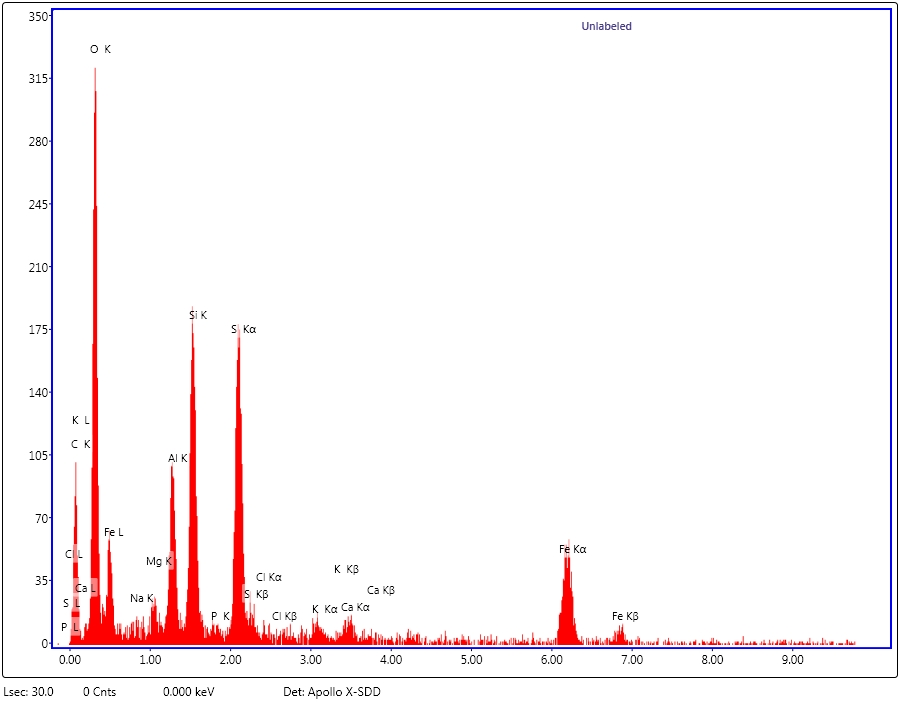 350
Unlabeled
O K
315
280
245
210
175
Si K
S Kα
140
K L
C K
105
Al K
70
Fe L
Fe Kα
Cl L
Mg K
K Kβ
35
Cl Kα
Ca L
S Kβ
Ca Kβ
S L
Na K
K Kα
Ca Kα
P L
P K
Cl Kβ
Fe Kβ
0
0.00 1.00 2.00 3.00 4.00 5.00 6.00 7.00 8.00 9.00
Lsec: 30.0 0 Cnts 0.000 keV Det: Apollo X-SDD